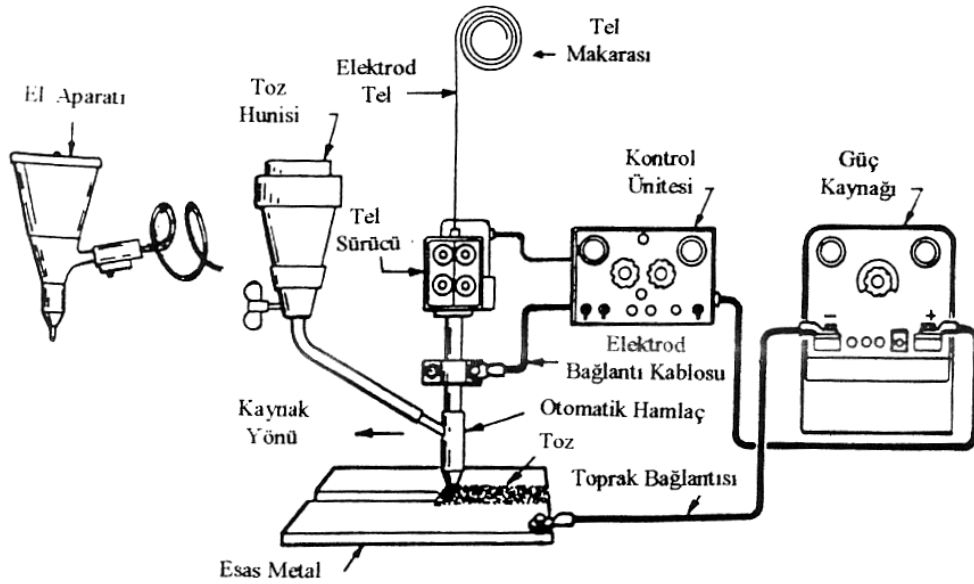 Tel
Makarası
Elektrod
Tel
Toz
Hunisi
El Aparatı
Kontrol
Ünitesi
Güç
Kaynağı
Tel
Sürücü
- +
Elektrod
Bağlantı Kablosu
Otomatik Hamlaç
Kaynak
Yönü
Toz
Toprak Bağlantısı
Esas Metal